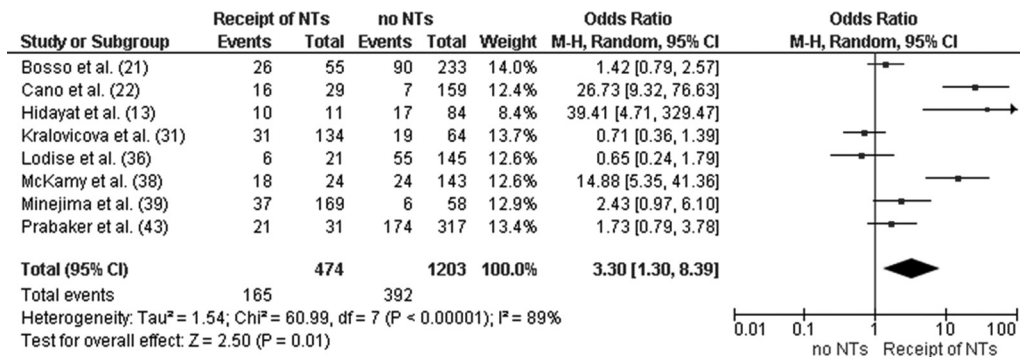 Receipt of NTs no NTs Odds Ratio Odds Ratio
Study or Subgroup Events Total Events Total Weight M-H, Random, 95% CI M-H, Random, 95% CI
Bosso et al. (21) 26 55 90 233 14.0% 1.42 [0.79, 2.57]
Cano et al. (22) 16 29 7 159 12.4% 26.73 [9.32, 76.63]
Hidayat et al. (13) 10 11 17 84 8.4% 39.41 [4.71, 329.47]
Kralovicova et al. (31) 31 134 19 64 13.7% 0.71 [0.36, 1.39]
Lodise et al. (36) 6 21 55 145 12.6% 0.65 [0.24, 1.79]
McKamy et al. (38) 18 24 24 143 12.6% 14.88 [5.35, 41.36]
Minejima et al. (39) 37 169 6 58 12.9% 2.43 [0.97, 6.10]
Prabaker et al. (43) 21 31 174 317 13.4% 1.73 [0.79, 3.78]
Total (95% CI) 474 1203 100.0% 3.30 [1.30, 8.39]
Total events 165 392
Heterogeneity: Tau² = 1.54; Chi² = 60.99, df = 7 (P < 0.00001); I² = 89%
Test for overall effect: Z = 2.50 (P = 0.01)
0.01 0.1 1 10 100
no NTs Receipt of NTs